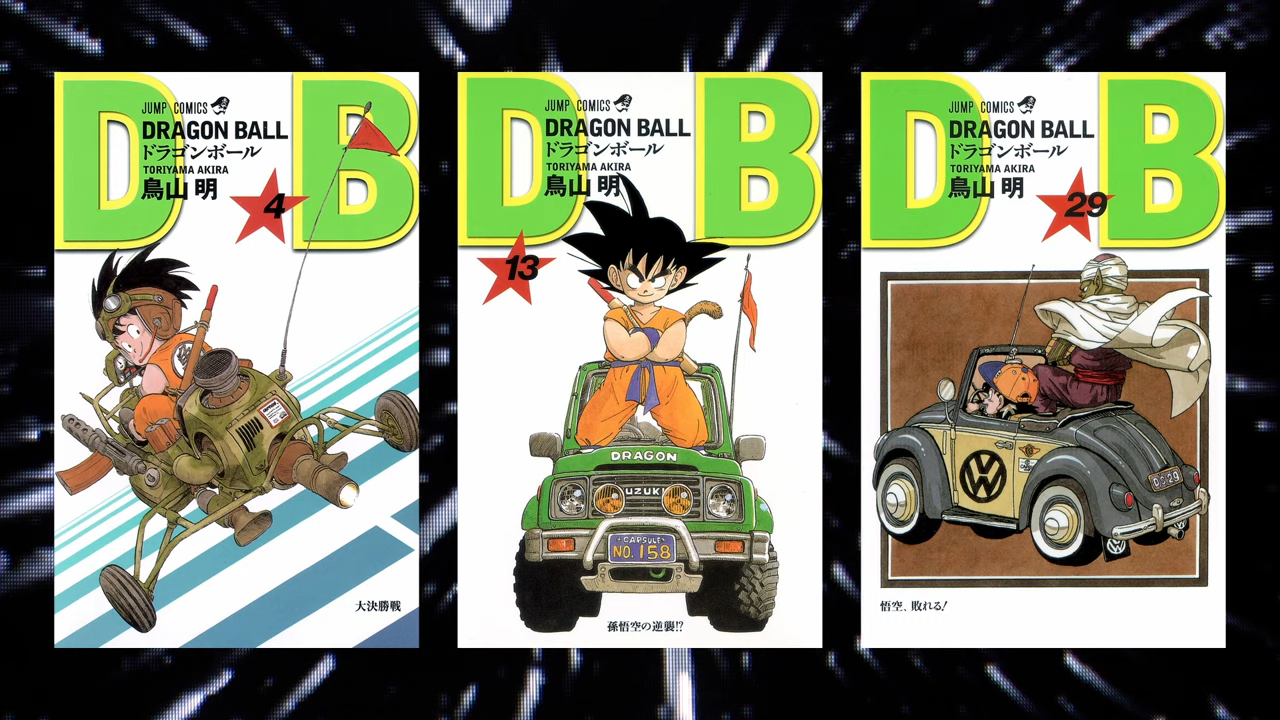 D B
JUMP COMICS
DRAGON BALL
ドラゴンボール
TORIYAMA AKIRA
鳥山 明
4
大決勝戦
D B
JUMP COMICS
DRAGON BALL
ドラゴンボール
TORIYAMA AKIRA
鳥山 明
13
DRAGON
UZUKI
CAPSULE
NO. 158
孫悟空の逆襲!?
D B
JUMP COMICS
DRAGON BALL
ドラゴンボール
TORIYAMA AKIRA
鳥山 明
29
VW
DB 29
悟空、敗れる!